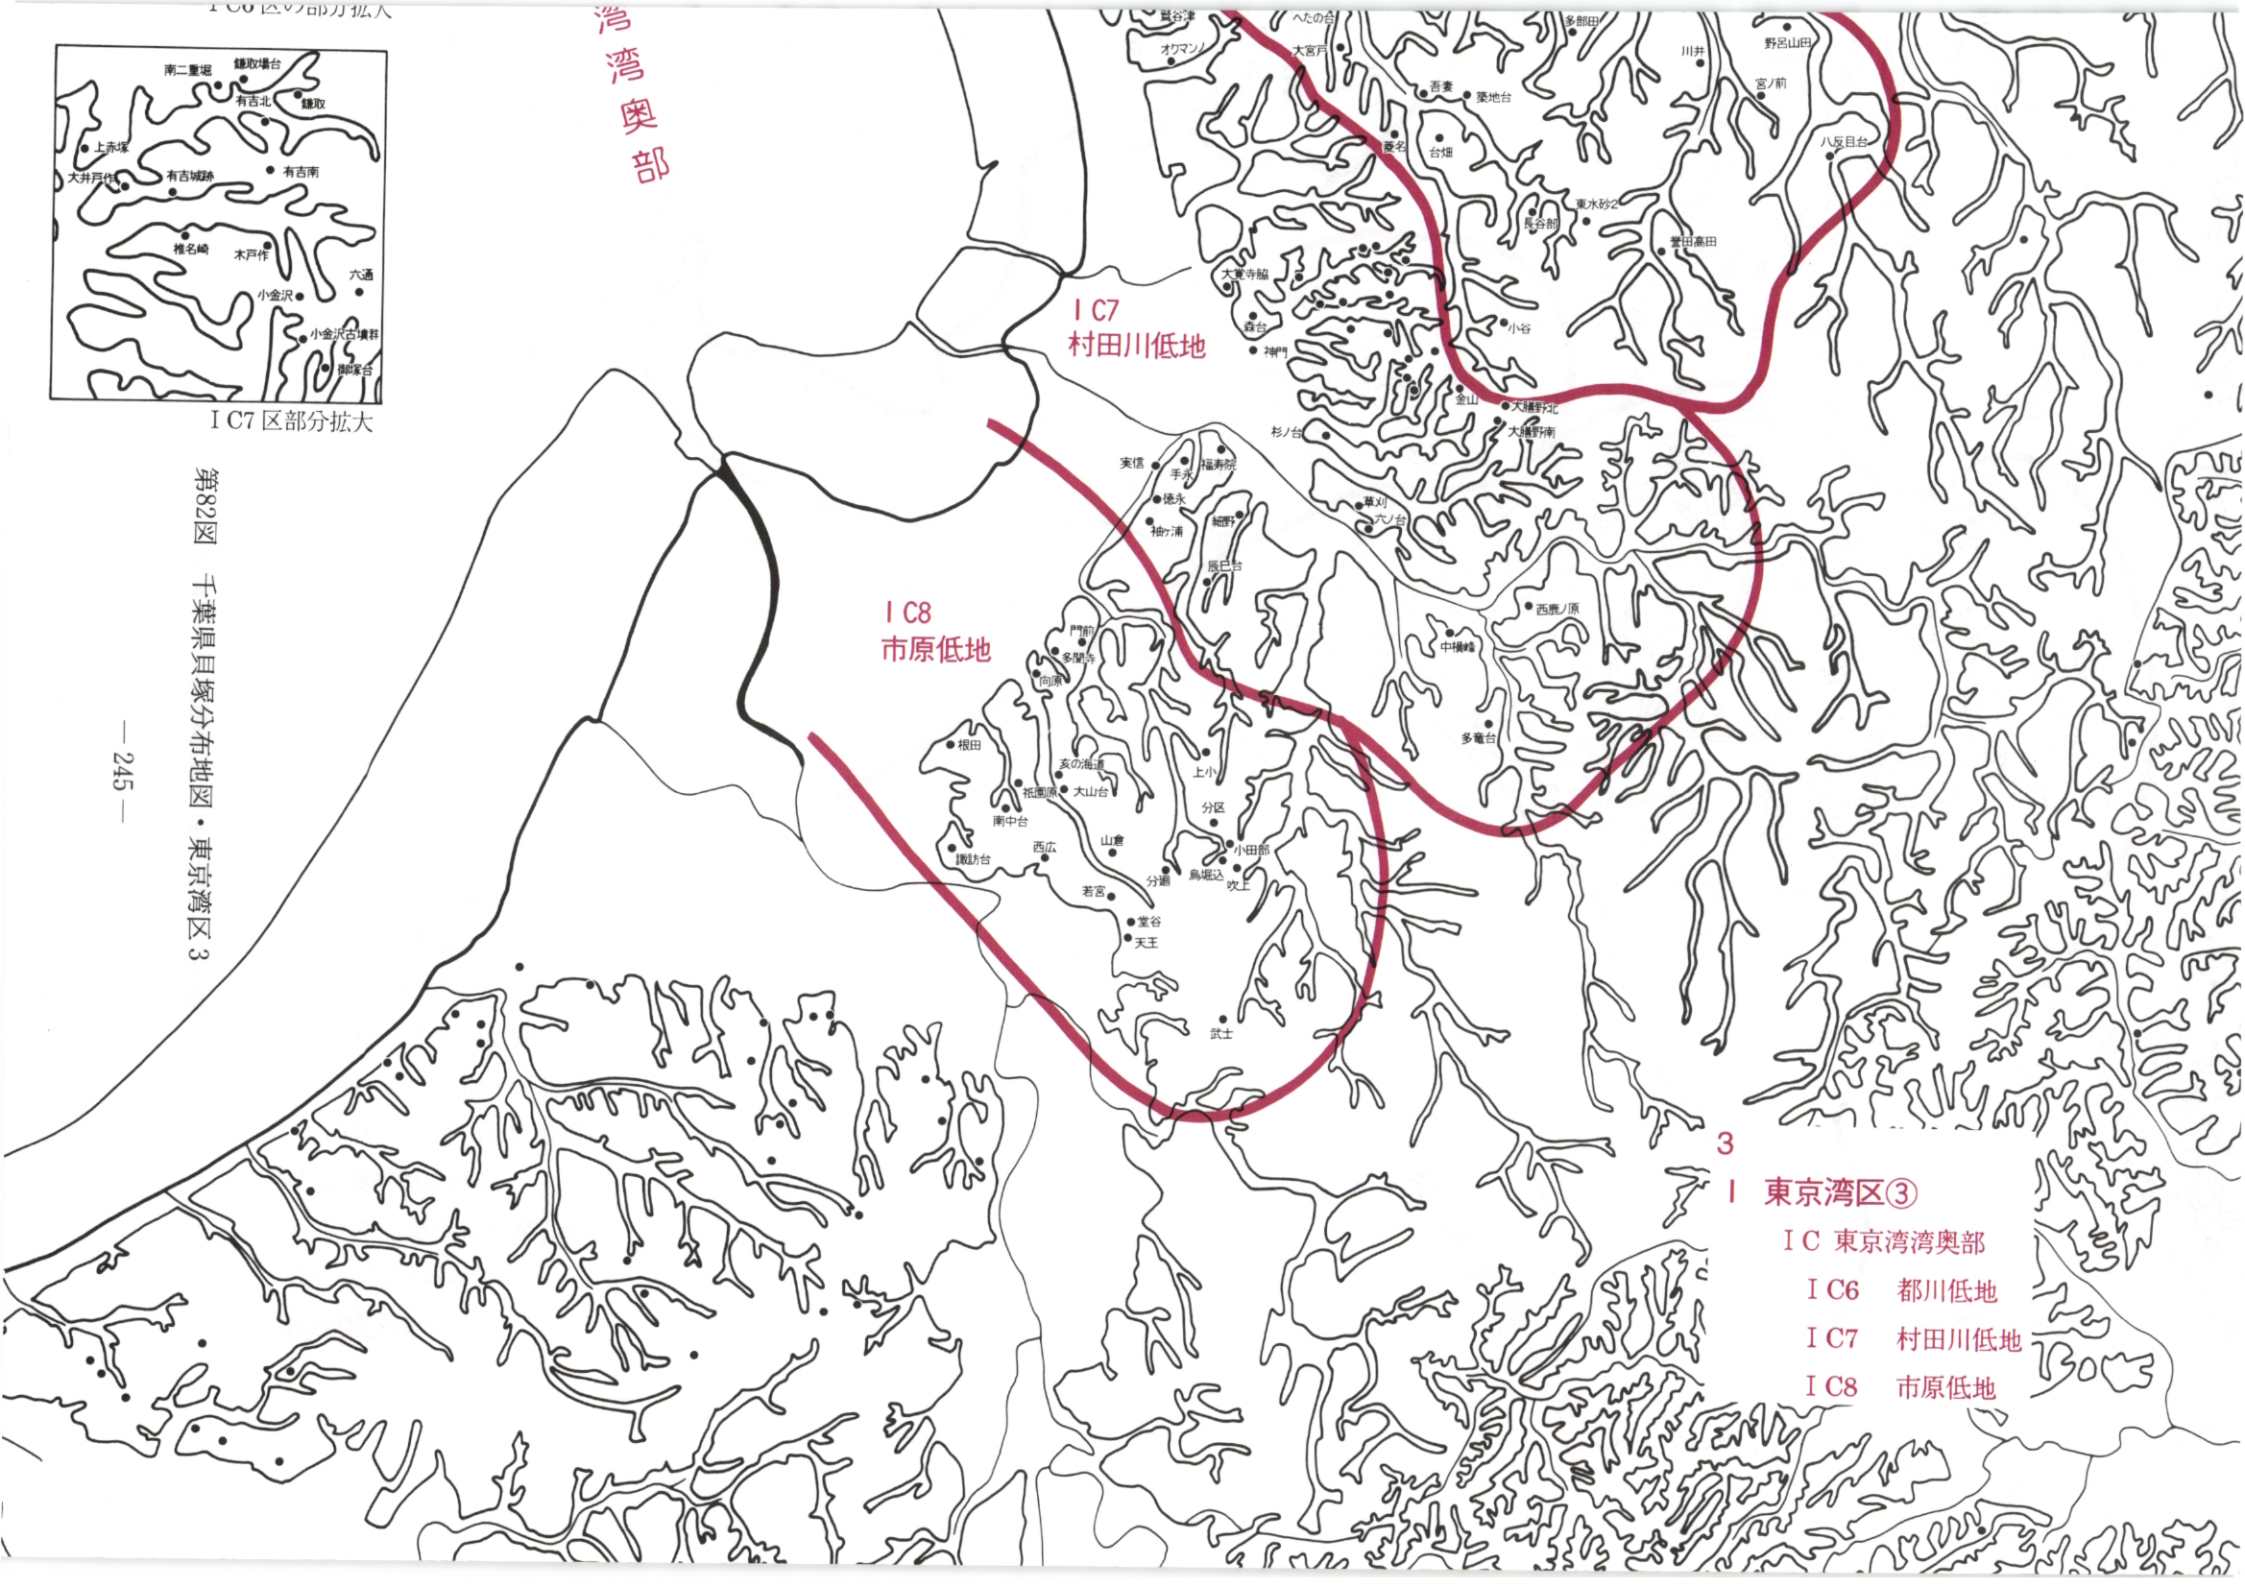 ⅠC6区の部分拡大
南二重堀
鎌取場台
有吉北
鎌取
上赤塚
大井戸作
有吉城跡
有吉南
椎名崎
木戸作
六通
小金沢
小金沢古墳群
御塚台
ⅠC7区部分拡大
第82図 千葉県貝塚分布地図・東京湾区3
—245—
湾湾奥部
鷲谷津
へたの台
多部田
オクマンノ
大宮戸
川井
野呂山田
吾妻
築地台
宮ノ前
菱名
台畑
八反目台
長谷部
東水砂2
誉田高田
大覚寺脇
森台
神門
小谷
ⅠC7
村田川低地
金山
大膳野北
大膳野南
杉ノ台
実信
手永
福寿院
徳永
袖ヶ浦
細野
草刈
六ノ台
辰巳台
西鹿ノ原
ⅠC8
市原低地
門前
多聞寺
向原
中横峰
多竜台
根田
亥の海道
上小
祇園原
大山台
南中台
分区
諏訪台
西広
山倉
小田部
分廻
鳥堀込
吹上
若宮
堂谷
天王
武士
3
Ⅰ 東京湾区③
ⅠC 東京湾湾奥部
ⅠC6 都川低地
ⅠC7 村田川低地
ⅠC8 市原低地